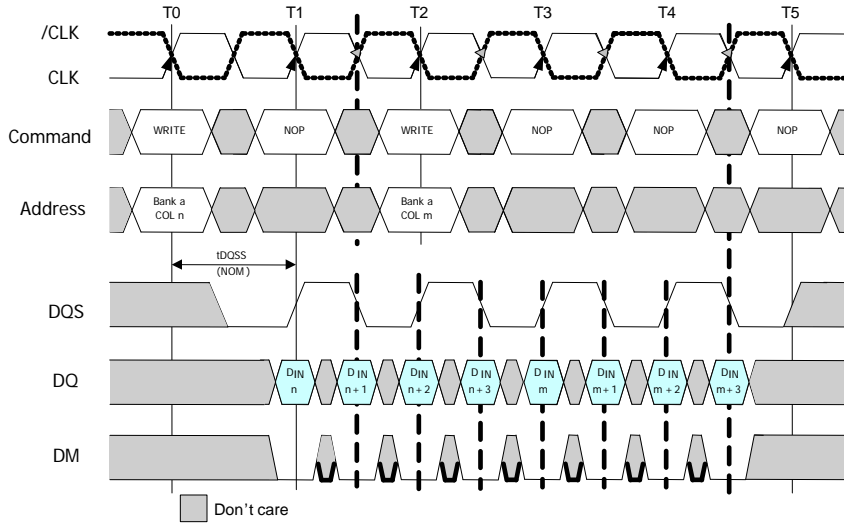 T0 T1 T2 T3 T4 T5
/CLK
CLK
Command WRITE NOP WRITE NOP NOP NOP
Address Bank a Bank a
COL n COL m
tDQSS
(NOM)
DQS
DQ DIN DIN DIN DIN DIN DIN DIN DIN
n n+1 n+2 n+3 m m+1 m+2 m+3
DM
Don't care